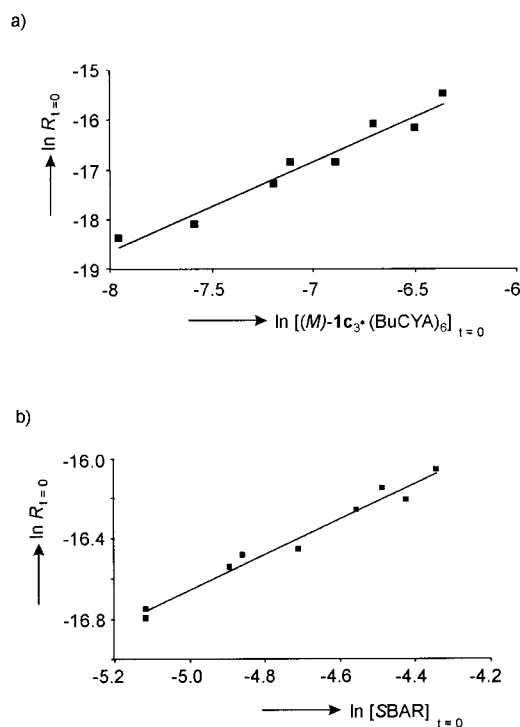 a)
-15
-16
-17
-18
-19
ln R t=0
-8 -7.5 -7 -6.5 -6
ln [(M)-1c3•(BuCYA)6] t=0
b)
-16.0
-16.4
-16.8
ln R t=0
-5.2 -5.0 -4.8 -4.6 -4.4 -4.2
ln [SBAR] t=0